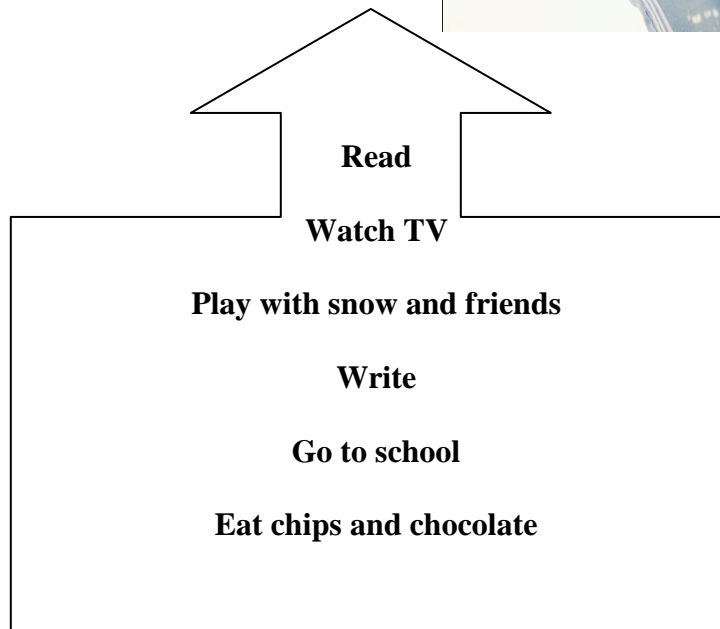 Read
Watch TV
Play with snow and friends
Write
Go to school
Eat chips and chocolate